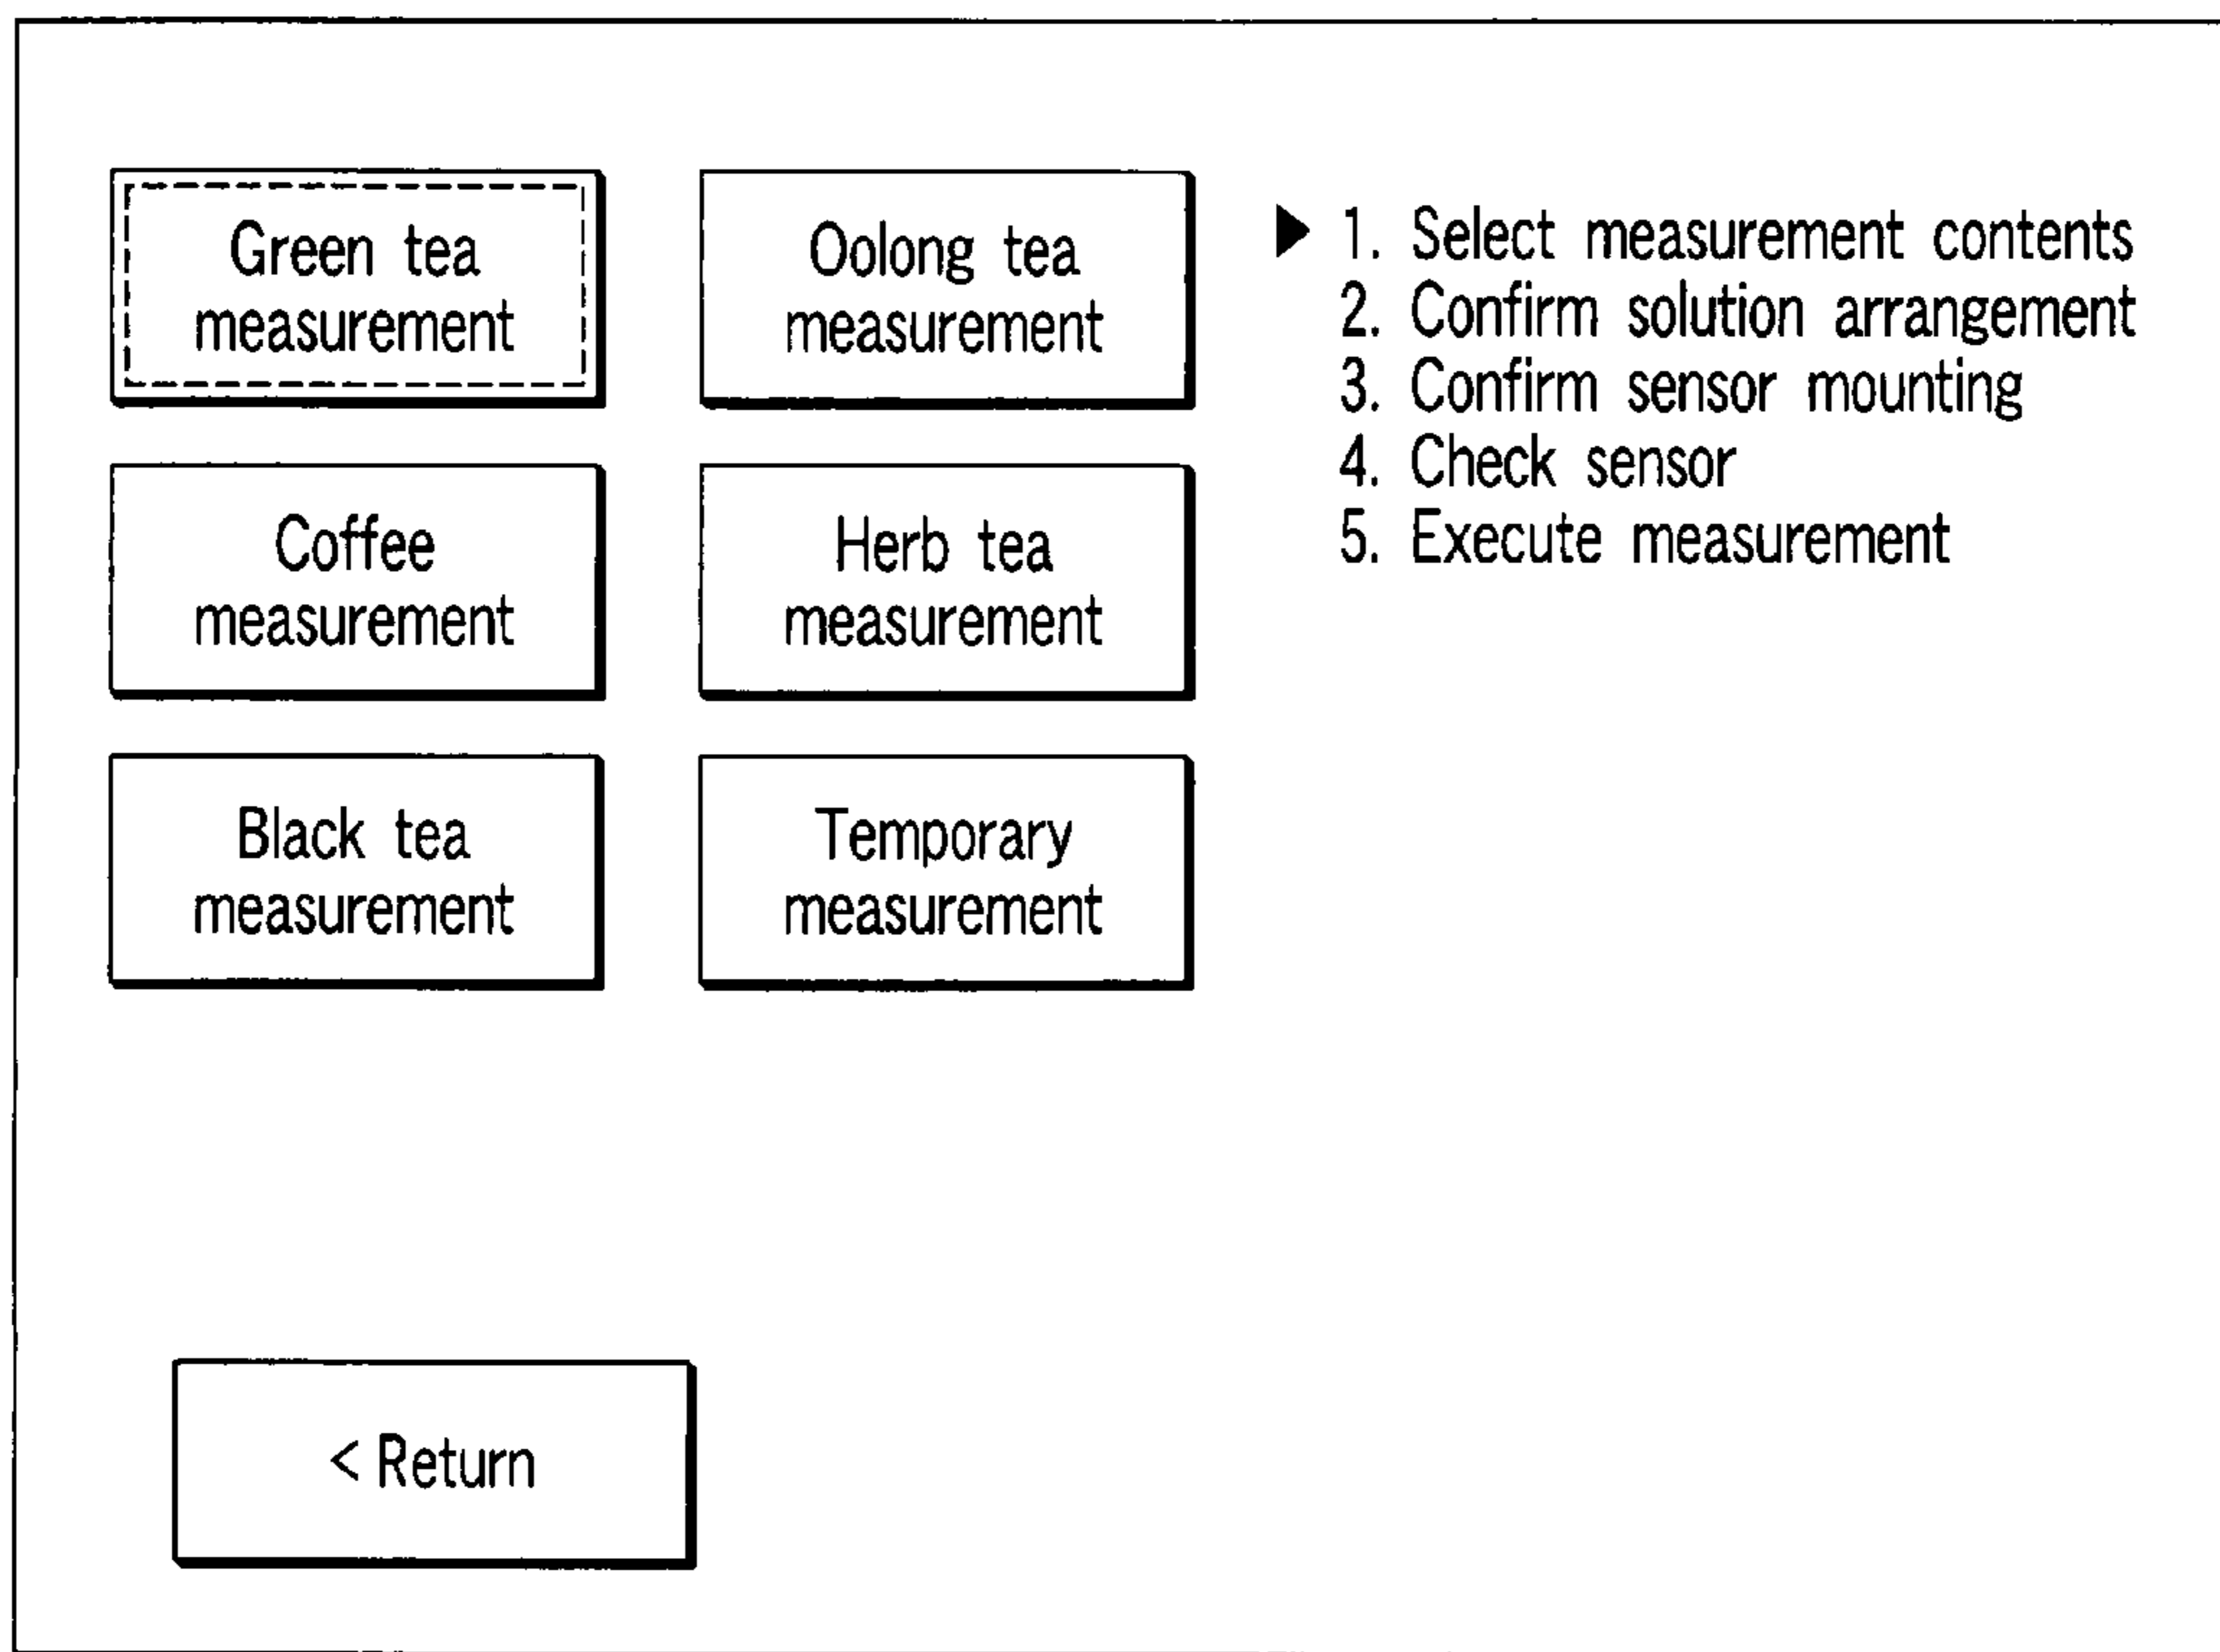 Green tea
measurement
Oolong tea
measurement
Coffee
measurement
Herb tea
measurement
Black tea
measurement
Temporary
measurement
< Return
▶ 1. Select measurement contents
2. Confirm solution arrangement
3. Confirm sensor mounting
4. Check sensor
5. Execute measurement